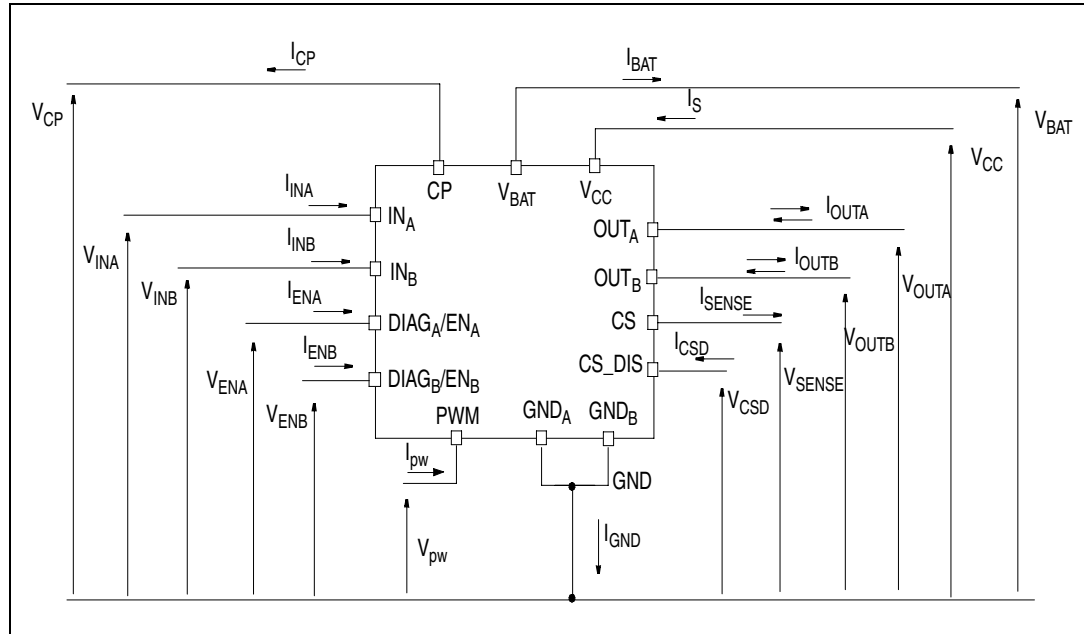 I_CP
I_BAT
I_S
V_CP
V_BAT
V_CC
CP
V_BAT
V_CC
I_INA
IN_A
OUT_A
I_OUTA
V_INA
I_INB
IN_B
OUT_B
I_OUTB
V_INB
V_OUTA
I_ENA
DIAG_A/EN_A
CS
I_SENSE
V_OUTB
I_ENB
DIAG_B/EN_B
CS_DIS
I_CSD
V_ENA
V_SENSE
V_CSD
V_ENB
PWM
GND_A
GND_B
I_pw
GND
V_pw
I_GND